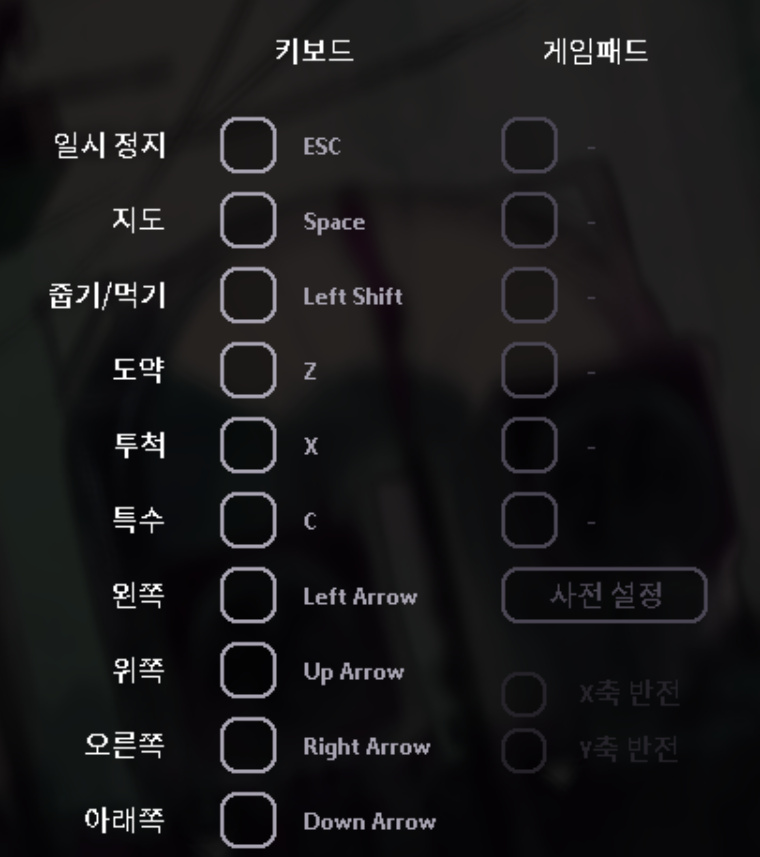 키보드 게임패드
일시 정지 ESC -
지도 Space -
줍기/먹기 Left Shift -
도약 Z -
투척 X -
특수 C -
왼쪽 Left Arrow 사전 설정
위쪽 Up Arrow
X축 반전
오른쪽 Right Arrow Y축 반전
아래쪽 Down Arrow